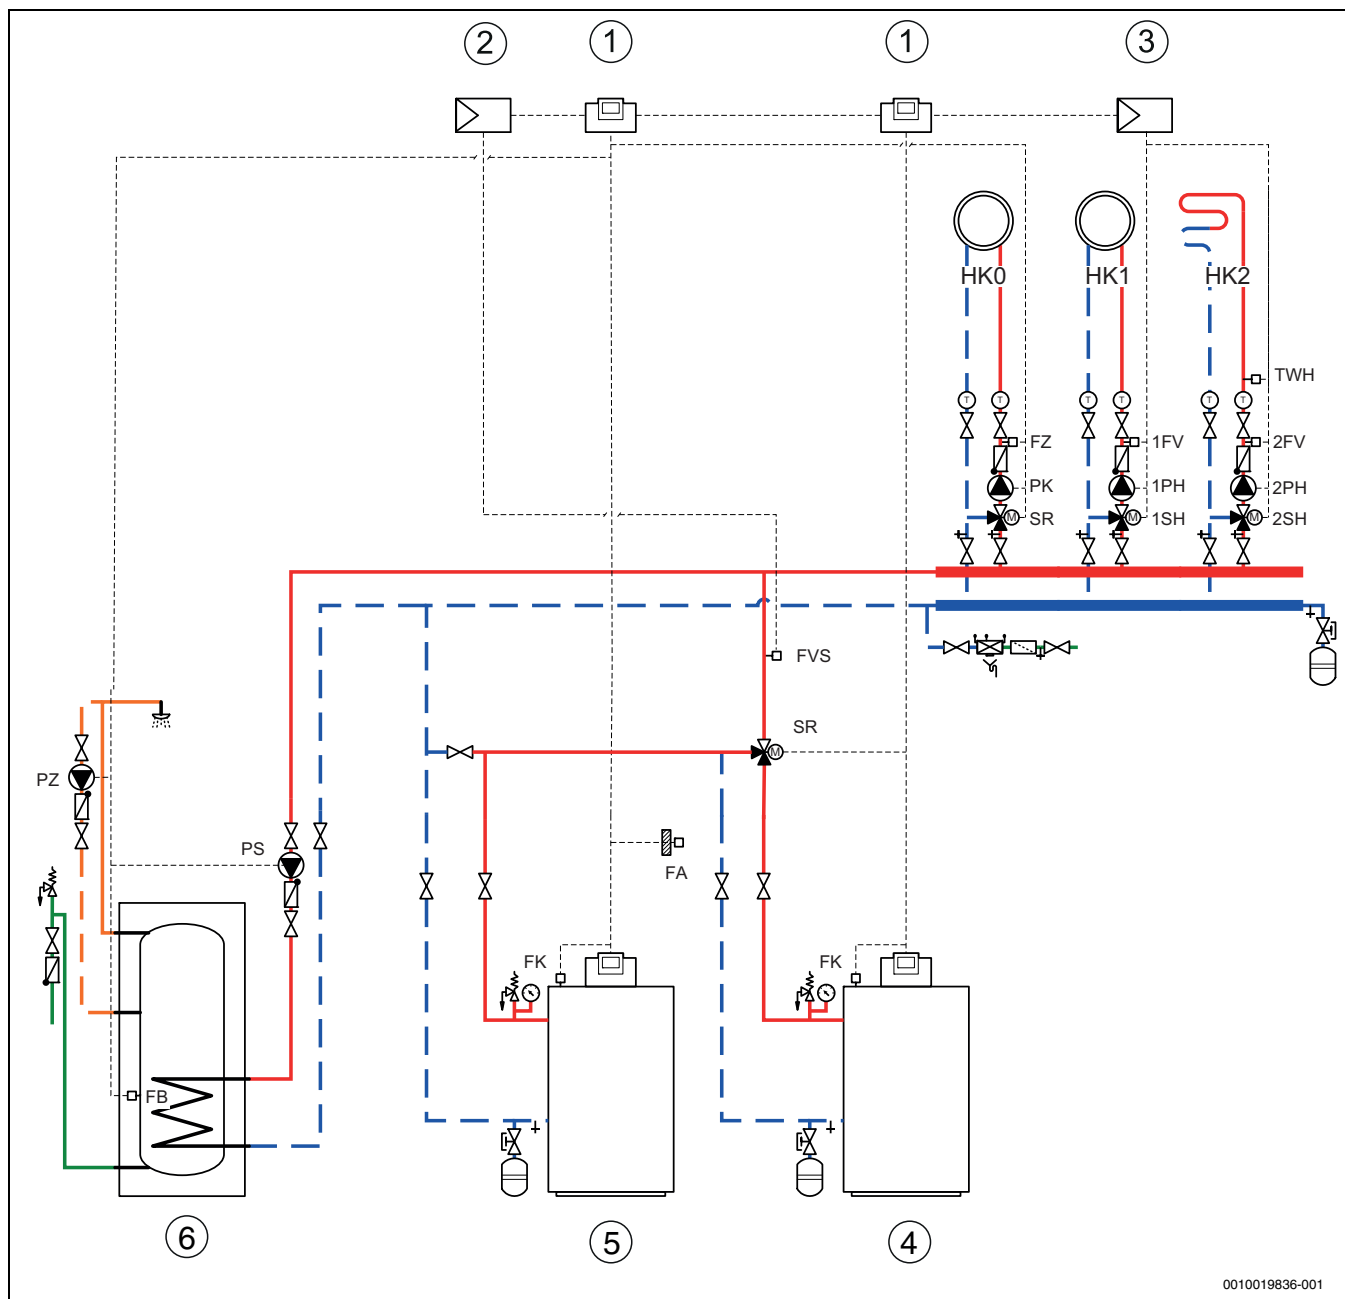 2 1 1 3
HK0 HK1 HK2
TWH
T T T T T T
FZ 1FV 2FV
PK 1PH 2PH
M SR M 1SH M 2SH
FVS
SR
M
PZ
PS
FA
FK FK
FB
6 5 4
0010019836-001